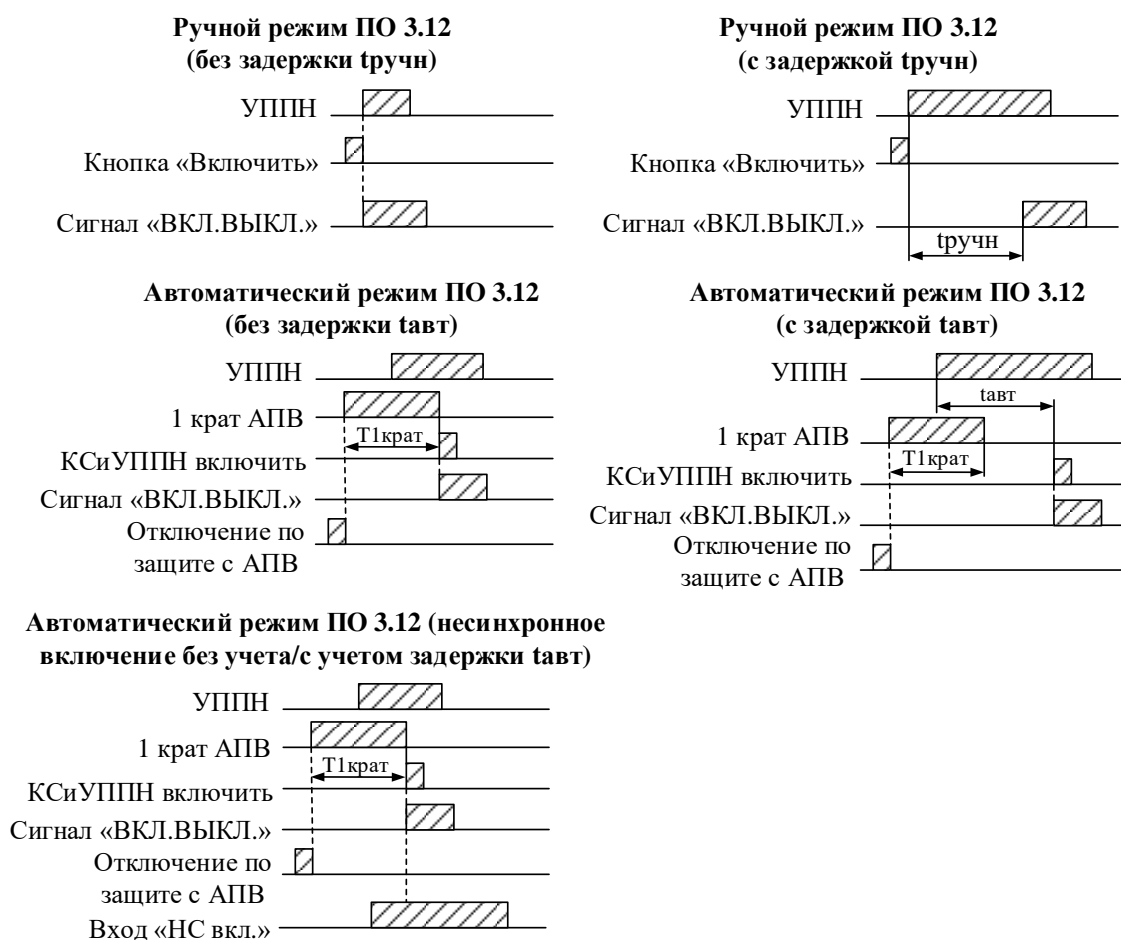 Ручной режим ПО 3.12
(без задержки tручн)
УППН
Кнопка «Включить»
Сигнал «ВКЛ.ВЫКЛ.»
Ручной режим ПО 3.12
(с задержкой tручн)
УППН
Кнопка «Включить»
Сигнал «ВКЛ.ВЫКЛ.»
tручн
Автоматический режим ПО 3.12
(без задержки tавт)
УППН
1 крат АПВ
Т1крат
КСиУППН включить
Сигнал «ВКЛ.ВЫКЛ.»
Отключение по
защите с АПВ
Автоматический режим ПО 3.12
(с задержкой tавт)
УППН
tавт
1 крат АПВ
Т1крат
КСиУППН включить
Сигнал «ВКЛ.ВЫКЛ.»
Отключение по
защите с АПВ
Автоматический режим ПО 3.12 (несинхронное
включение без учета/с учетом задержки tавт)
УППН
1 крат АПВ
Т1крат
КСиУППН включить
Сигнал «ВКЛ.ВЫКЛ.»
Отключение по
защите с АПВ
Вход «НС вкл.»